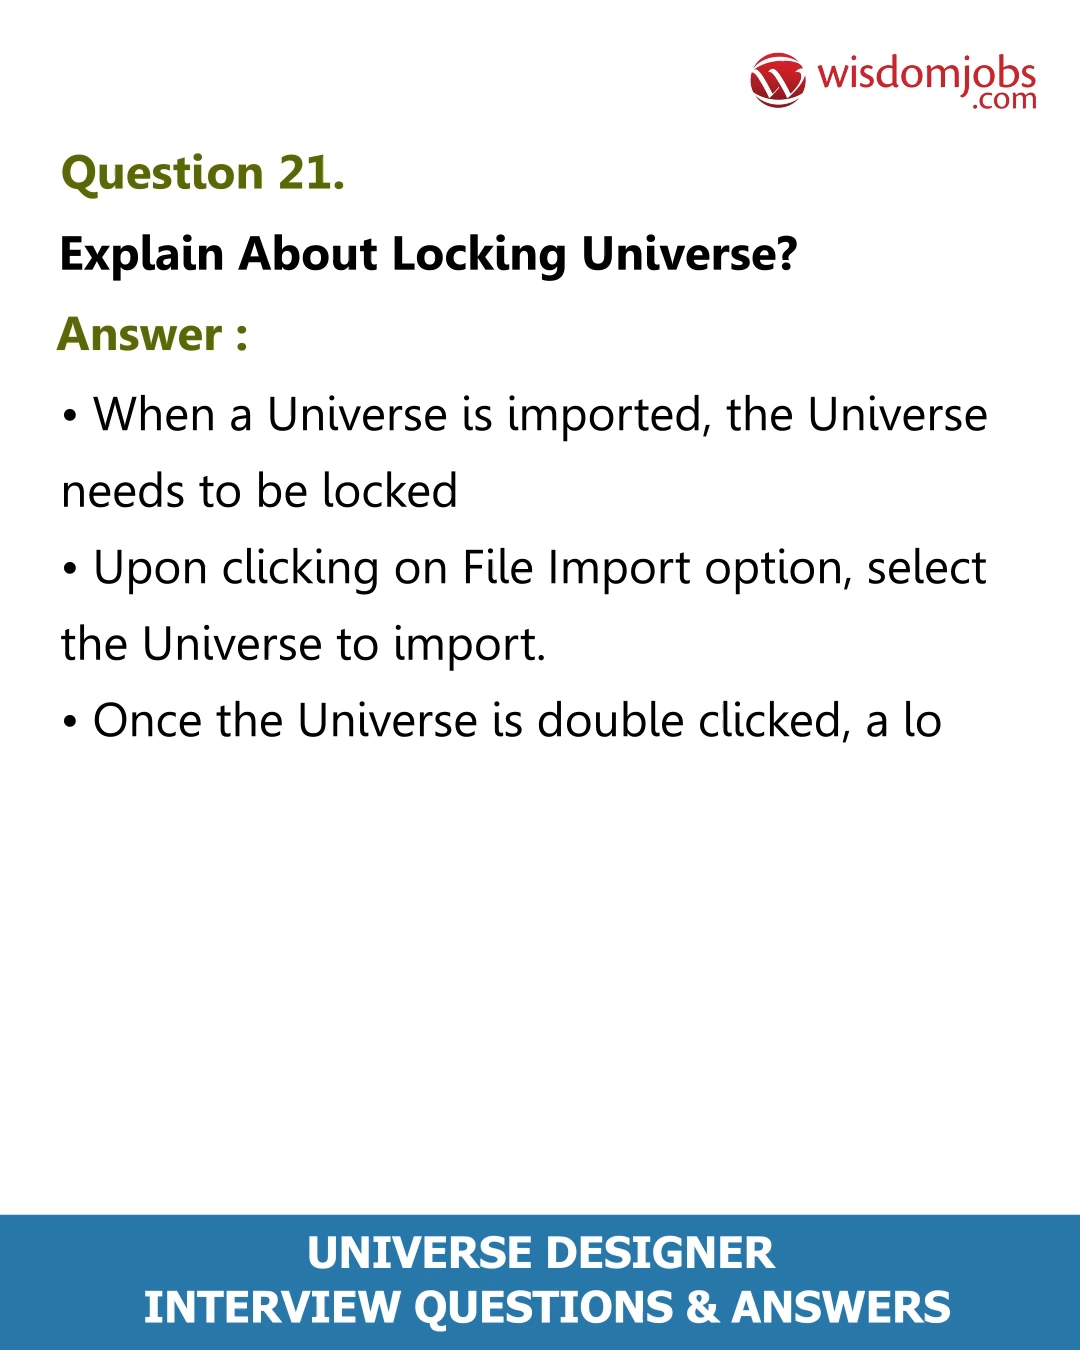 wisdomjobs
.com
Question 21.
Explain About Locking Universe?
Answer :
• When a Universe is imported, the Universe
needs to be locked
• Upon clicking on File Import option, select
the Universe to import.
• Once the Universe is double clicked, a lo
UNIVERSE DESIGNER
INTERVIEW QUESTIONS & ANSWERS